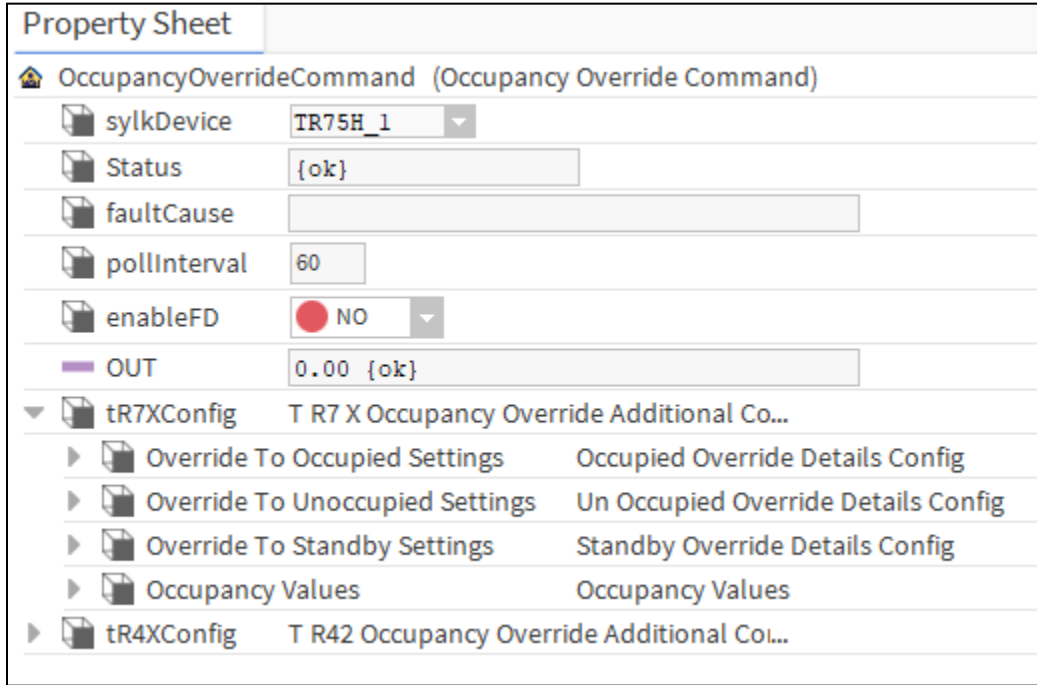 Property Sheet
OccupancyOverrideCommand (Occupancy Override Command)
sylkDevice TR75H_1
Status {ok}
faultCause
pollInterval 60
enableFD NO
OUT 0.00 {ok}
tR7XConfig T R7 X Occupancy Override Additional Co...
Override To Occupied Settings Occupied Override Details Config
Override To Unoccupied Settings Un Occupied Override Details Config
Override To Standby Settings Standby Override Details Config
Occupancy Values Occupancy Values
tR4XConfig T R42 Occupancy Override Additional Co...